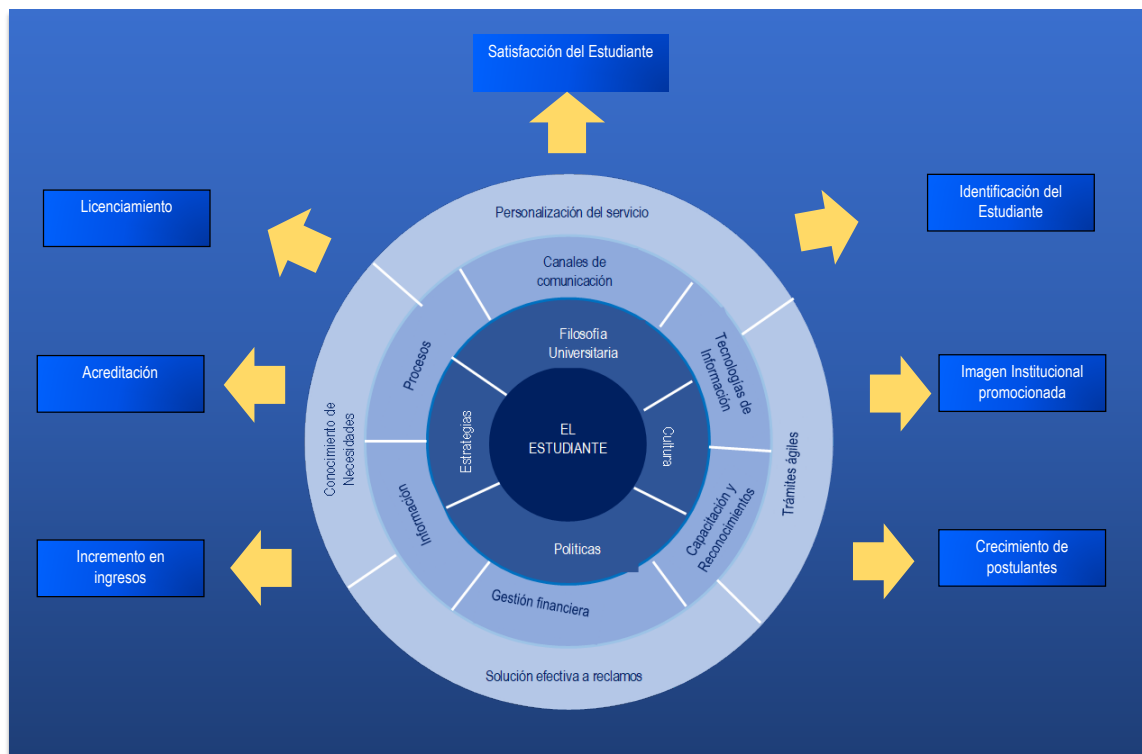 Satisfacción del Estudiante
Licenciamiento
Identificación del
Estudiante
Personalización del servicio
Canales de
comunicación
Filosofía
Universitaria
Procesos
Tecnologías de
Información
Acreditación
Imagen Institucional
promocionada
Conocimiento de
Necesidades
Estrategias
EL
ESTUDIANTE
Cultura
Trámites ágiles
Información
Capacitación y
Reconocimientos
Políticas
Incremento en
ingresos
Crecimiento de
postulantes
Gestión financiera
Solución efectiva a reclamos